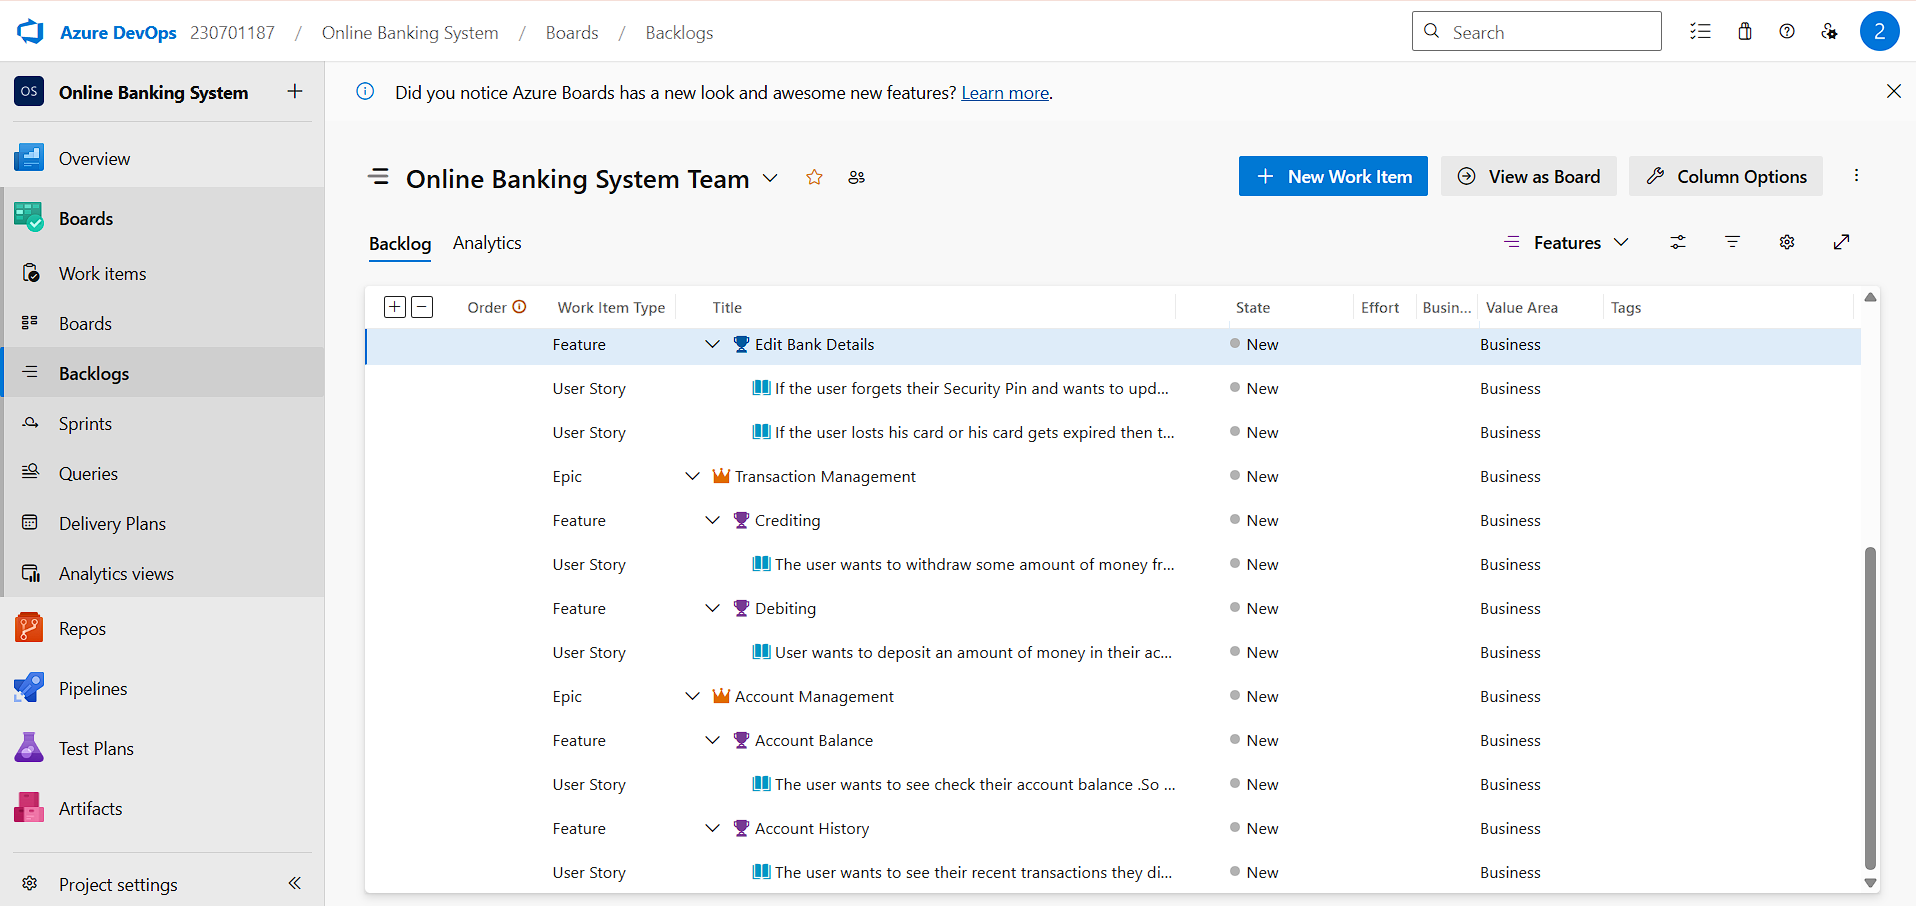 Azure DevOps 230701187 / Online Banking System / Boards / Backlogs
Search
2
OS Online Banking System
Did you notice Azure Boards has a new look and awesome new features? Learn more.
Overview
Boards
Work items
Boards
Backlogs
Sprints
Queries
Delivery Plans
Analytics views
Repos
Pipelines
Test Plans
Artifacts
Project settings
Online Banking System Team
New Work Item
View as Board
Column Options
Backlog Analytics
Features
Order Work Item Type Title State Effort Busin... Value Area Tags
Feature Edit Bank Details New Business
User Story If the user forgets their Security Pin and wants to upd... New Business
User Story If the user losts his card or his card gets expired then t... New Business
Epic Transaction Management New Business
Feature Crediting New Business
User Story The user wants to withdraw some amount of money fr... New Business
Feature Debiting New Business
User Story User wants to deposit an amount of money in their ac... New Business
Epic Account Management New Business
Feature Account Balance New Business
User Story The user wants to see check their account balance .So ... New Business
Feature Account History New Business
User Story The user wants to see their recent transactions they di... New Business